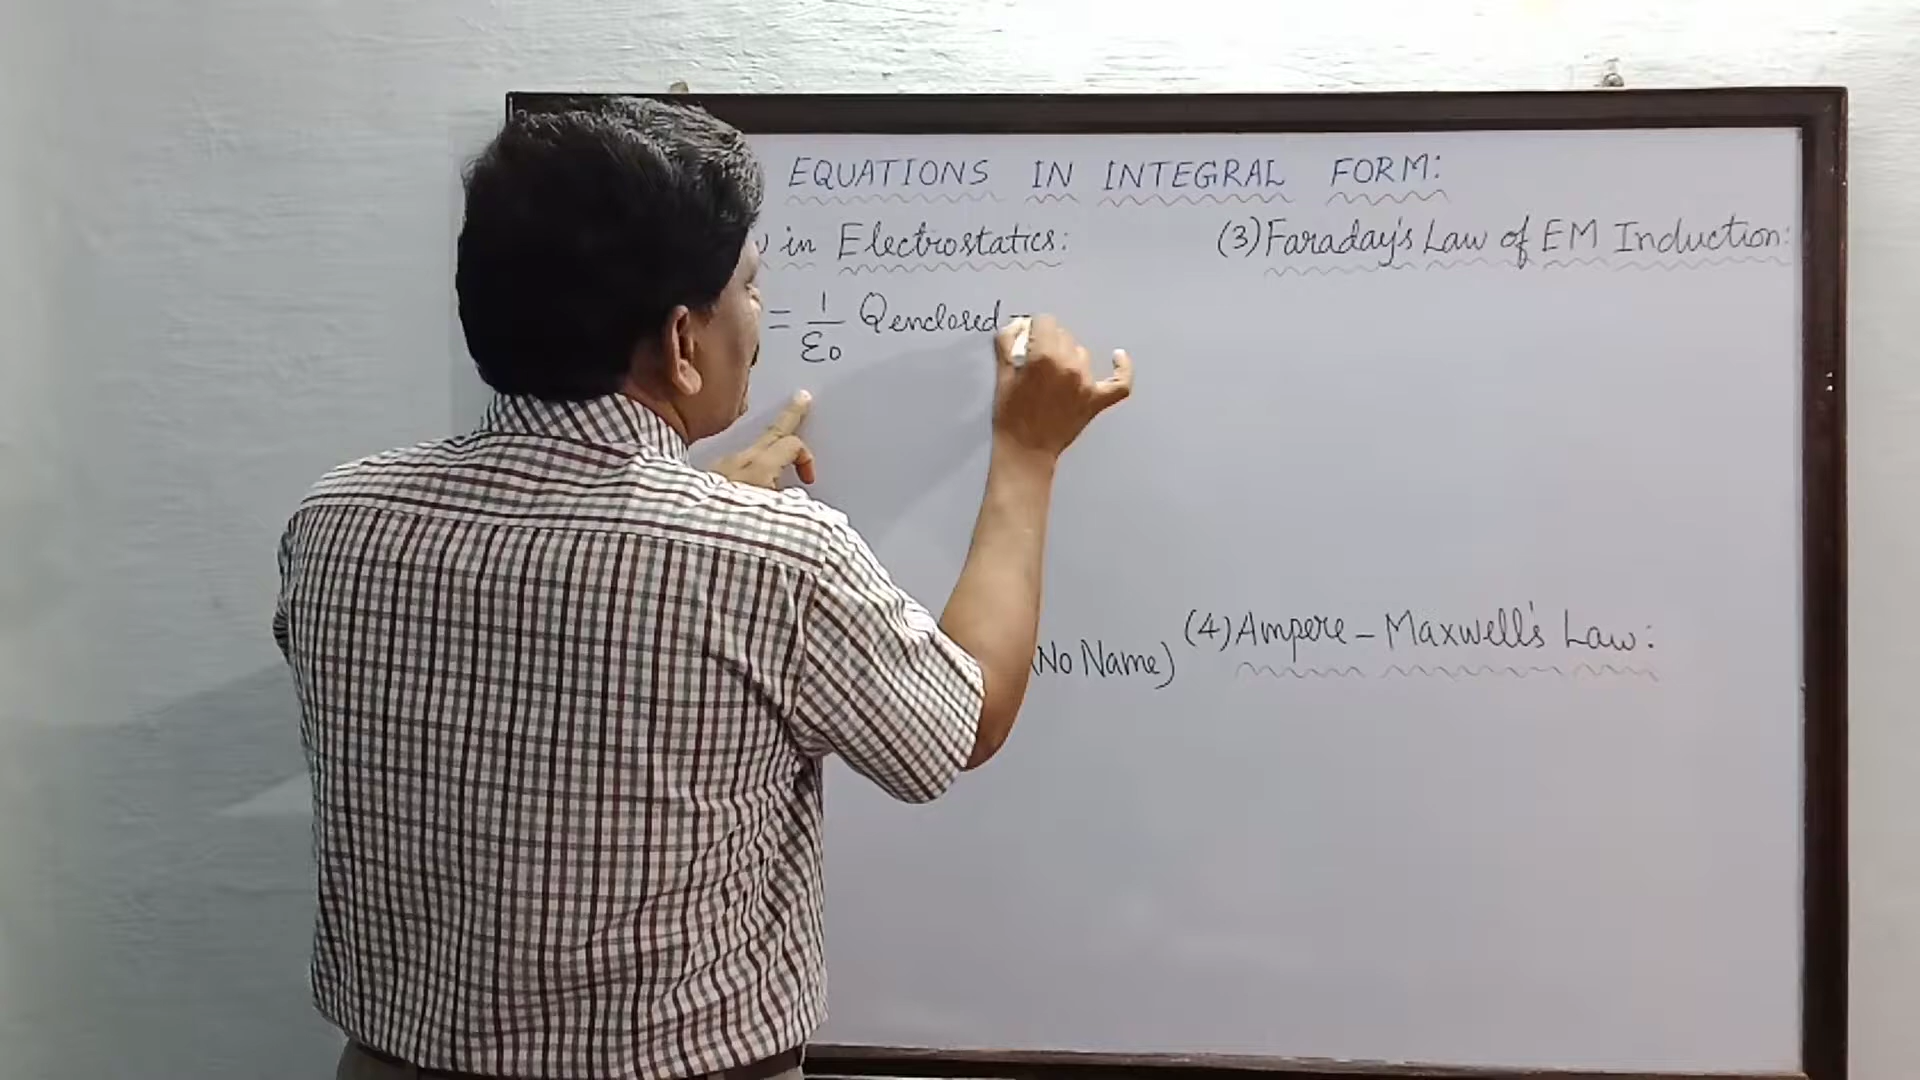 EQUATIONS IN INTEGRAL FORM:
in Electrostatics:
= 1/ε0 Qenclosed
(No Name)
(3) Faraday's Law of EM Induction:
(4) Ampere – Maxwell's Law: